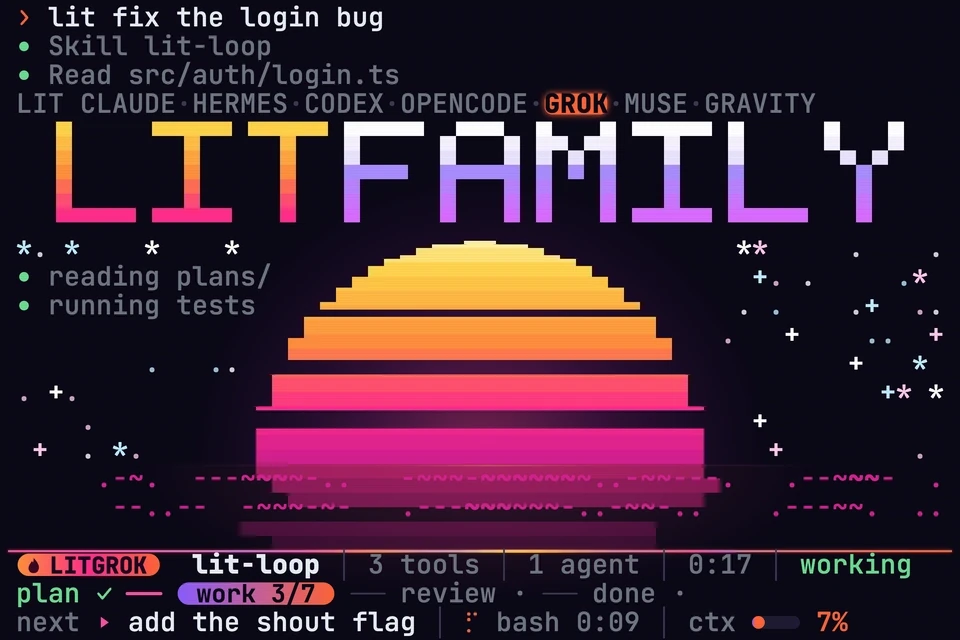 › lit fix the login bug
• Skill lit-loop
• Read src/auth/login.ts
LIT CLAUDE·HERMES·CODEX·OPENCODE·GROK·MUSE·GRAVITY
LITFAMILY
• reading plans/
• running tests
LITGROK lit-loop │ 3 tools │ 1 agent │ 0:17 │ working
plan ✓ — work 3/7 — review · — done ·
next ▸ add the shout flag │ bash 0:09 │ ctx 7%